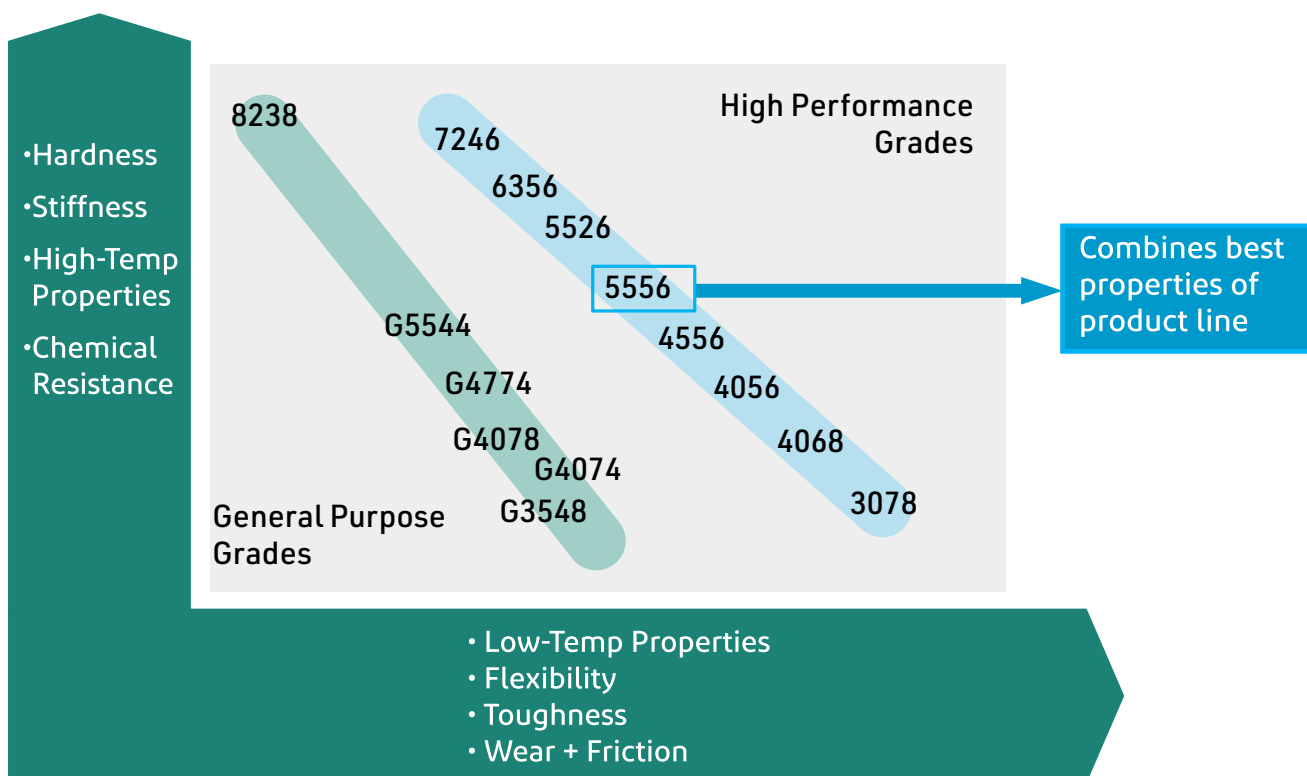 8238
7246
6356
5526
5556
4556
4056
4068
3078
High Performance
Grades
G5544
G4774
G4078
G4074
G3548
General Purpose
Grades
•Hardness
•Stiffness
•High-Temp
Properties
•Chemical
Resistance
Combines best
properties of
product line
• Low-Temp Properties
• Flexibility
• Toughness
• Wear + Friction